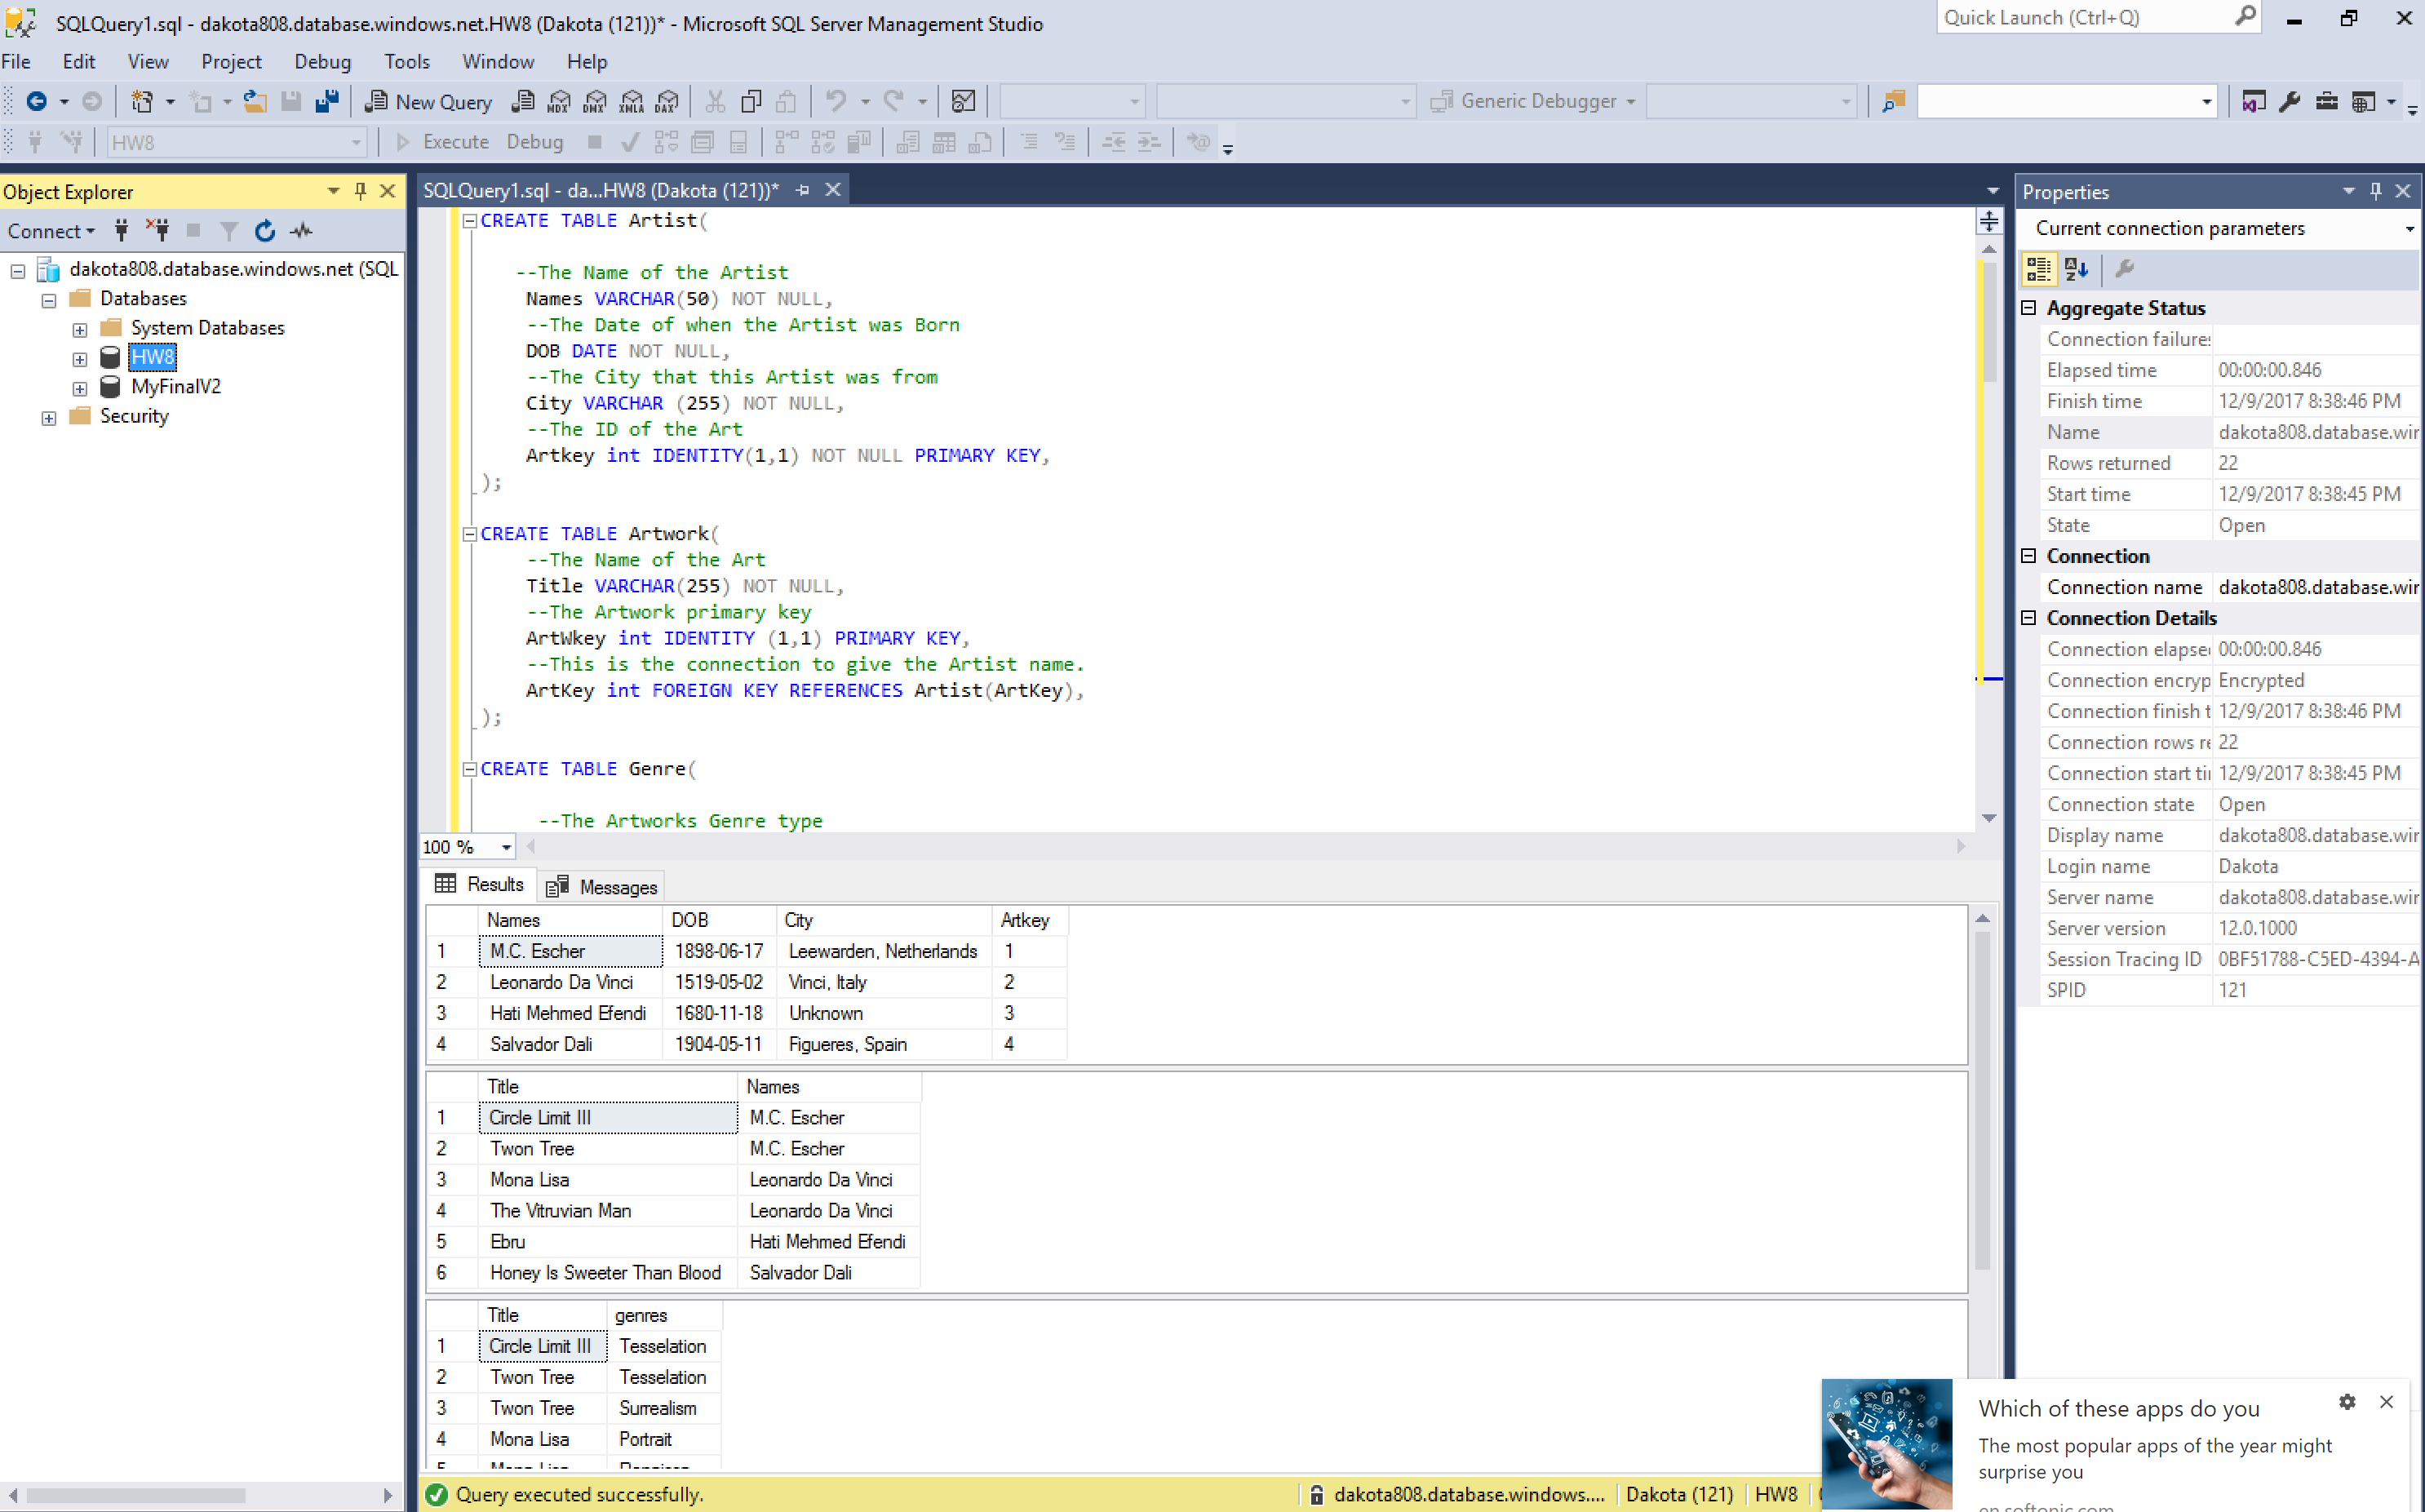 SQLQuery1.sql - dakota808.database.windows.net.HW8 (Dakota (121))* - Microsoft SQL Server Management Studio
Quick Launch (Ctrl+Q)
File Edit View Project Debug Tools Window Help
New Query MDX DMX XMLA DAX Generic Debugger
HW8 Execute Debug
Object Explorer
Connect
dakota808.database.windows.net (SQL
Databases
System Databases
HW8
MyFinalV2
Security
SQLQuery1.sql - da...HW8 (Dakota (121))*
CREATE TABLE Artist(
--The Name of the Artist
Names VARCHAR(50) NOT NULL,
--The Date of when the Artist was Born
DOB DATE NOT NULL,
--The City that this Artist was from
City VARCHAR (255) NOT NULL,
--The ID of the Art
Artkey int IDENTITY(1,1) NOT NULL PRIMARY KEY,
);
CREATE TABLE Artwork(
--The Name of the Art
Title VARCHAR(255) NOT NULL,
--The Artwork primary key
ArtWkey int IDENTITY (1,1) PRIMARY KEY,
--This is the connection to give the Artist name.
ArtKey int FOREIGN KEY REFERENCES Artist(ArtKey),
);
CREATE TABLE Genre(
--The Artworks Genre type
100 %
Results Messages
Names DOB City Artkey
1 M.C. Escher 1898-06-17 Leewarden, Netherlands 1
2 Leonardo Da Vinci 1519-05-02 Vinci, Italy 2
3 Hati Mehmed Efendi 1680-11-18 Unknown 3
4 Salvador Dali 1904-05-11 Figueres, Spain 4
Title Names
1 Circle Limit III M.C. Escher
2 Twon Tree M.C. Escher
3 Mona Lisa Leonardo Da Vinci
4 The Vitruvian Man Leonardo Da Vinci
5 Ebru Hati Mehmed Efendi
6 Honey Is Sweeter Than Blood Salvador Dali
Title genres
1 Circle Limit III Tesselation
2 Twon Tree Tesselation
3 Twon Tree Surrealism
4 Mona Lisa Portrait
Query executed successfully.
dakota808.database.windows.... Dakota (121) HW8
Properties
Current connection parameters
Aggregate Status
Connection failures
Elapsed time 00:00:00.846
Finish time 12/9/2017 8:38:46 PM
Name dakota808.database.wir
Rows returned 22
Start time 12/9/2017 8:38:45 PM
State Open
Connection
Connection name dakota808.database.wir
Connection Details
Connection elapse 00:00:00.846
Connection encryp Encrypted
Connection finish t 12/9/2017 8:38:46 PM
Connection rows re 22
Connection start ti 12/9/2017 8:38:45 PM
Connection state Open
Display name dakota808.database.wir
Login name Dakota
Server name dakota808.database.wir
Server version 12.0.1000
Session Tracing ID 0BF51788-C5ED-4394-A
SPID 121
Which of these apps do you
The most popular apps of the year might
surprise you
en.softonic.com